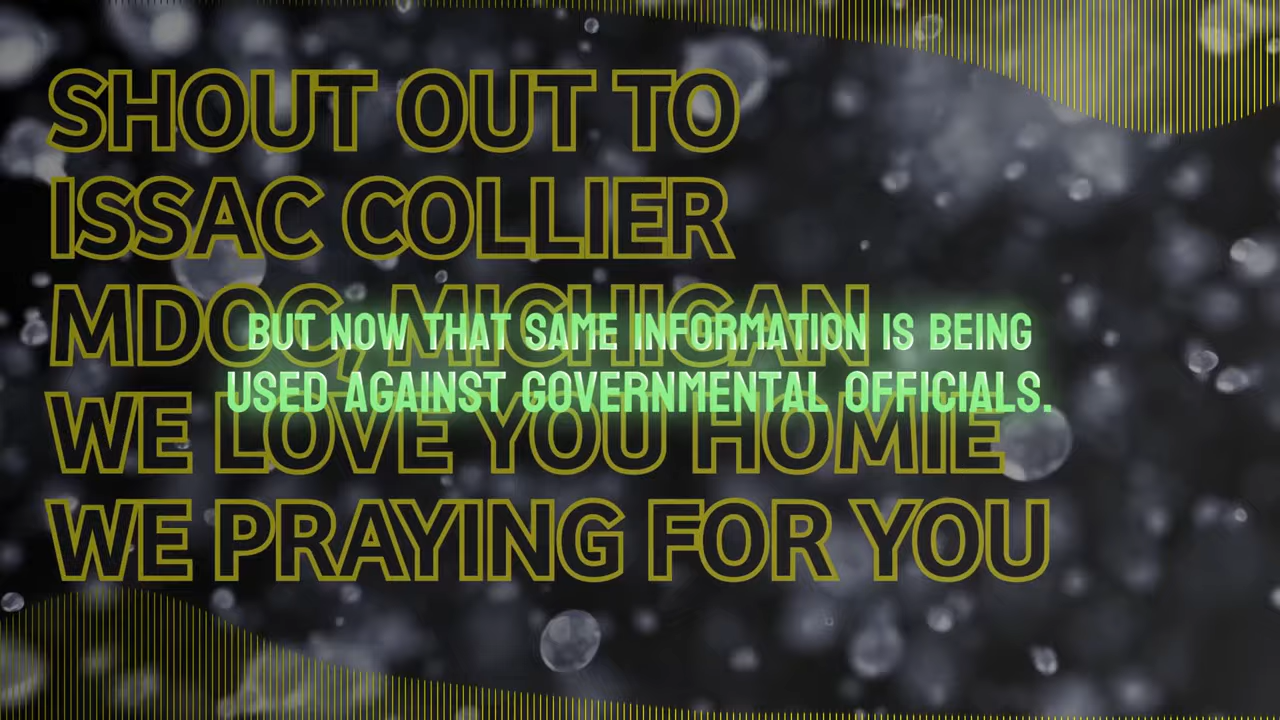 SHOUT OUT TO
ISSAC COLLIER
MDOC, MICHIGAN
BUT NOW THAT SAME INFORMATION IS BEING
USED AGAINST GOVERNMENTAL OFFICIALS.
WE LOVE YOU HOMIE
WE PRAYING FOR YOU